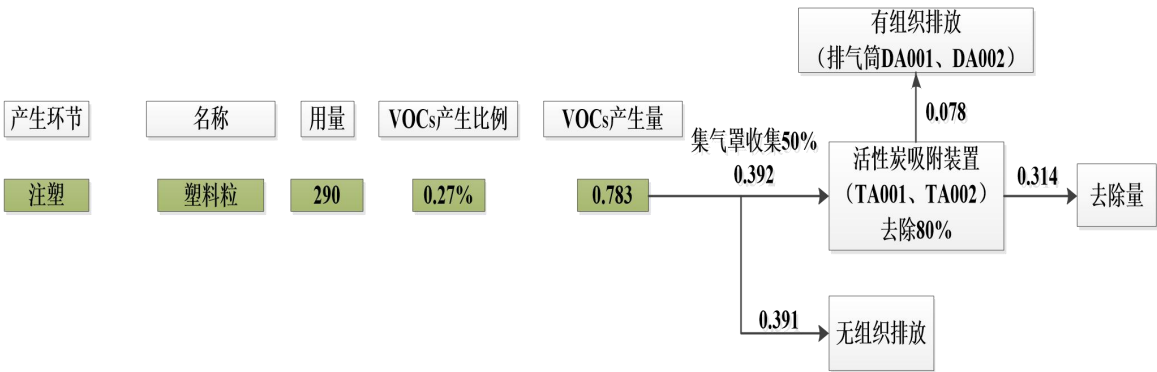 有组织排放
（排气筒DA001、DA002）
0.078
产生环节
名称
用量
VOCs产生比例
VOCs产生量
集气罩收集50%
0.392
注塑
塑料粒
290
0.27%
0.783
活性炭吸附装置
（TA001、TA002）
去除80%
0.314
去除量
0.391
无组织排放